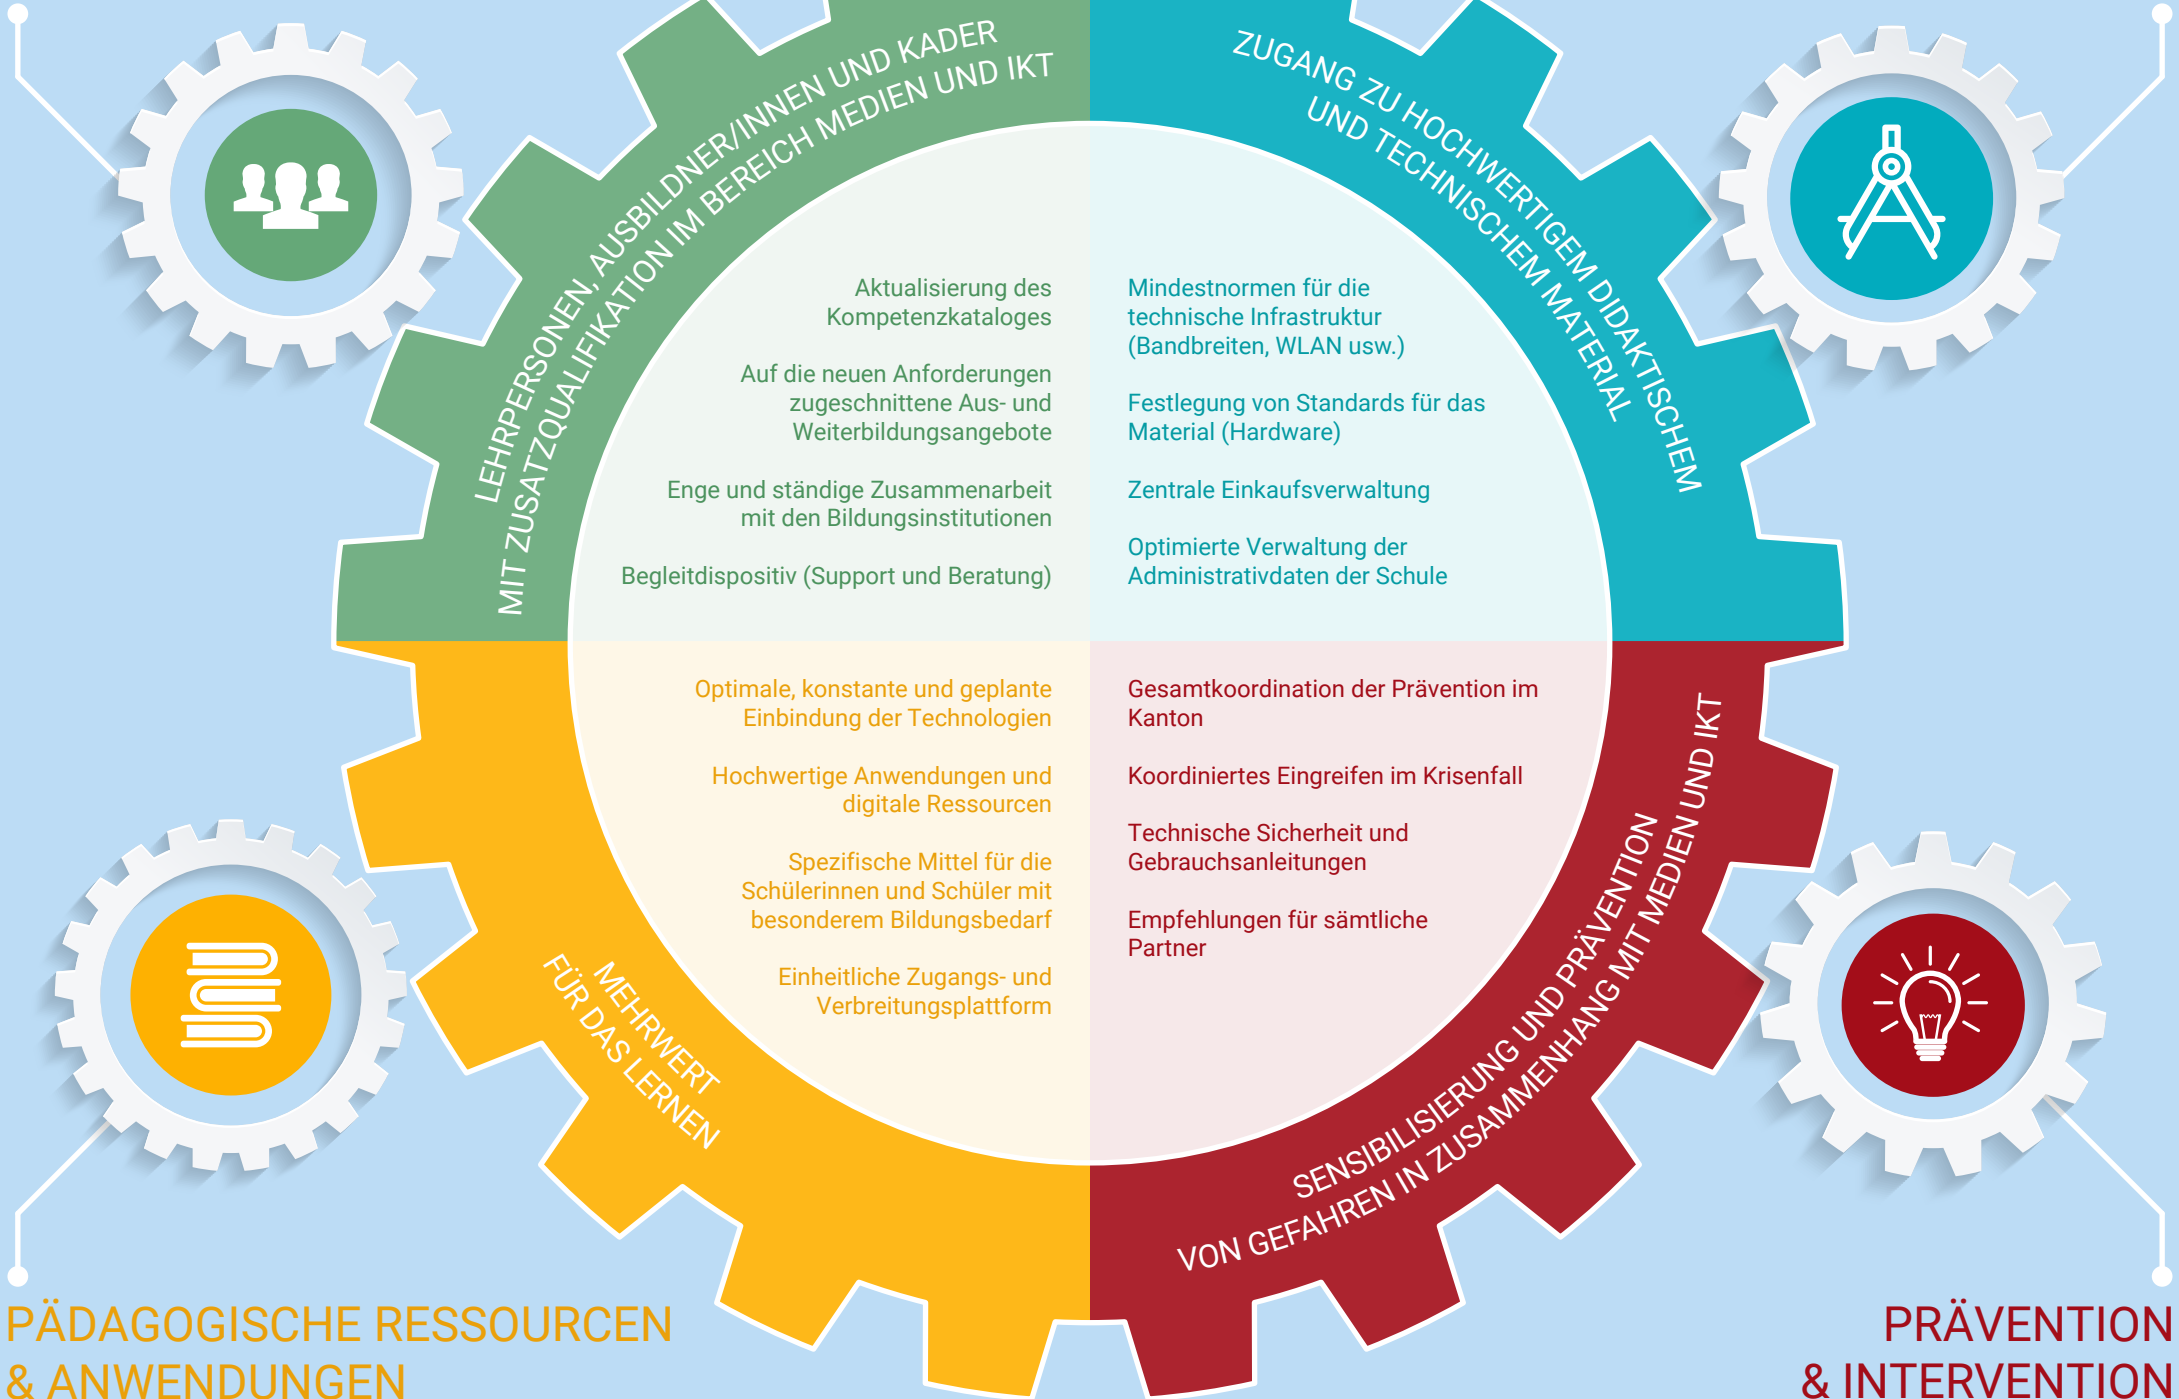 LEHRPERSONEN, AUSBILDNER/INNEN UND KADER
MIT ZUSATZQUALIFIKATION IM BEREICH MEDIEN UND IKT
ZUGANG ZU HOCHWERTIGEM DIDAKTISCHEM
UND TECHNISCHEM MATERIAL
Aktualisierung des
Kompetenzkataloges
Auf die neuen Anforderungen
zugeschnittene Aus- und
Weiterbildungsangebote
Enge und ständige Zusammenarbeit
mit den Bildungsinstitutionen
Begleitdispositiv (Support und Beratung)
Mindestnormen für die
technische Infrastruktur
(Bandbreiten, WLAN usw.)
Festlegung von Standards für das
Material (Hardware)
Zentrale Einkaufsverwaltung
Optimierte Verwaltung der
Administrativdaten der Schule
Optimale, konstante und geplante
Einbindung der Technologien
Hochwertige Anwendungen und
digitale Ressourcen
Spezifische Mittel für die
Schülerinnen und Schüler mit
besonderem Bildungsbedarf
Einheitliche Zugangs- und
Verbreitungsplattform
Gesamtkoordination der Prävention im
Kanton
Koordiniertes Eingreifen im Krisenfall
Technische Sicherheit und
Gebrauchsanleitungen
Empfehlungen für sämtliche
Partner
MEHRWERT
FÜR DAS LERNEN
SENSIBILISIERUNG UND PRÄVENTION
VON GEFAHREN IN ZUSAMMENHANG MIT MEDIEN UND IKT
PÄDAGOGISCHE RESSOURCEN
& ANWENDUNGEN
PRÄVENTION
& INTERVENTION